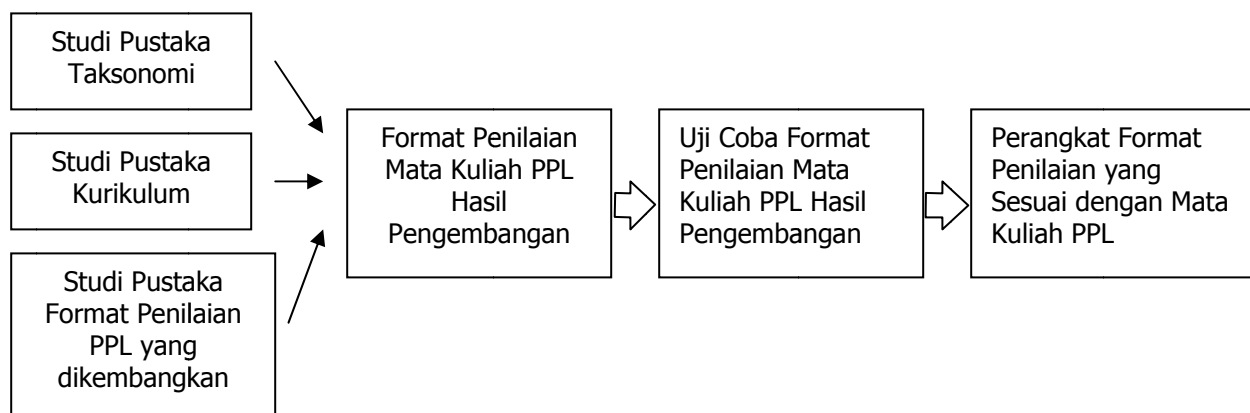 Studi Pustaka
Taksonomi
Studi Pustaka
Kurikulum
Studi Pustaka
Format Penilaian
PPL yang
dikembangkan
Format Penilaian
Mata Kuliah PPL
Hasil
Pengembangan
Uji Coba Format
Penilaian Mata
Kuliah PPL Hasil
Pengembangan
Perangkat Format
Penilaian yang
Sesuai dengan Mata
Kuliah PPL